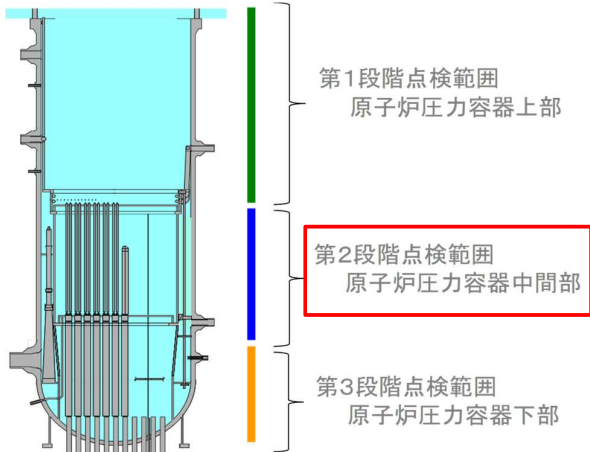 第1段階点検範囲
原子炉圧力容器上部
第2段階点検範囲
原子炉圧力容器中間部
第3段階点検範囲
原子炉圧力容器下部